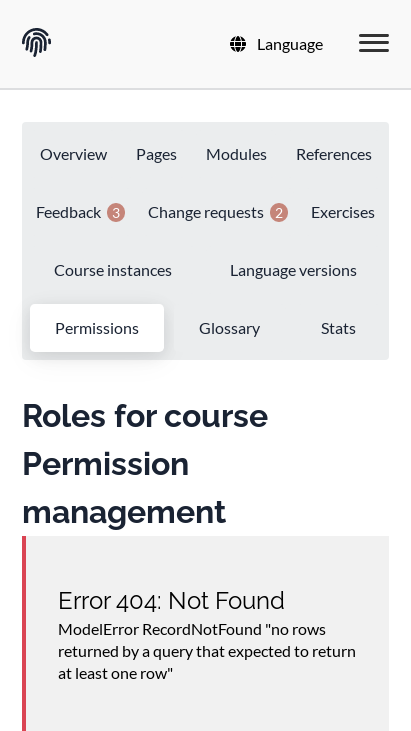 Language
Overview Pages Modules References
Feedback 3 Change requests 2 Exercises
Course instances Language versions
Permissions Glossary Stats
Roles for course
Permission
management
Error 404: Not Found
ModelError RecordNotFound "no rows
returned by a query that expected to return
at least one row"